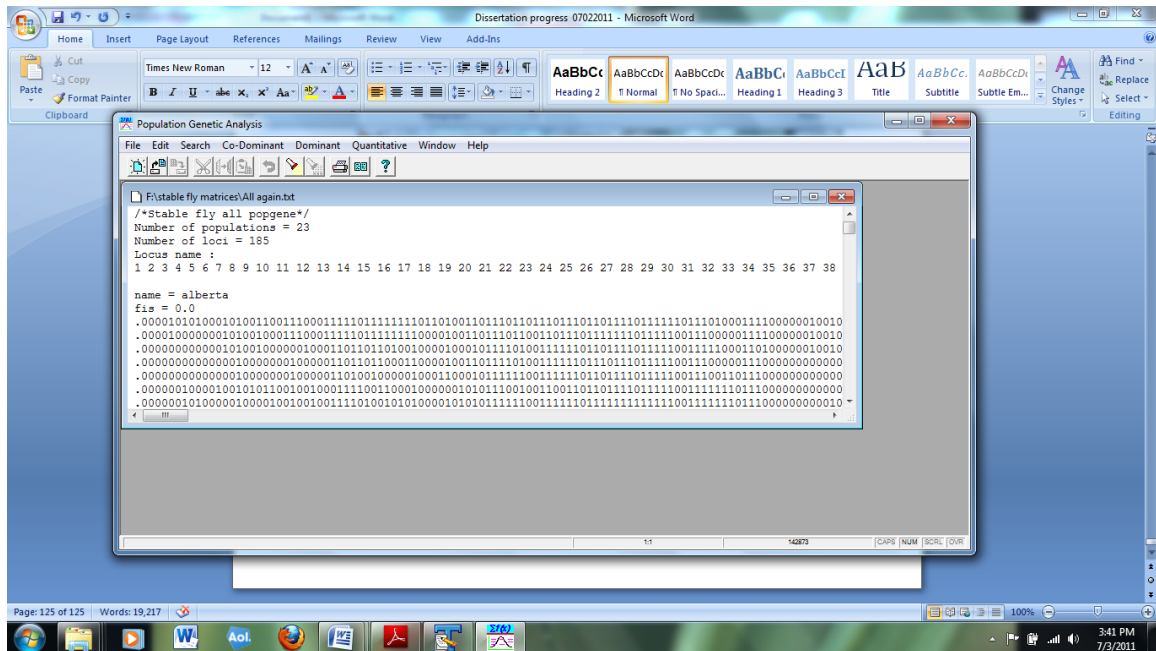 Dissertation progress 07022011 - Microsoft Word
Home Insert Page Layout References Mailings Review View Add-Ins
Cut
Copy
Format Painter
Paste
Clipboard
Times New Roman 12
AaBbCc AaBbCcDc AaBbCcDc AaBbC AaBbCcI AaB AaBbCc. AaBbCcDc
Heading 2 ¶ Normal ¶ No Spaci... Heading 1 Heading 3 Title Subtitle Subtle Em...
Change Styles
Find
Replace
Select
Editing
Population Genetic Analysis
File Edit Search Co-Dominant Dominant Quantitative Window Help
F:\stable fly matrices\All again.txt
/*Stable fly all popgene*/
Number of populations = 23
Number of loci = 185
Locus name :
1 2 3 4 5 6 7 8 9 10 11 12 13 14 15 16 17 18 19 20 21 22 23 24 25 26 27 28 29 30 31 32 33 34 35 36 37 38
name = alberta
fis = 0.0
1:1 142873 CAPS NUM SCRL OVR
Page: 125 of 125 Words: 19,217 100%
AOL
Σf(x)
3:41 PM
7/3/2011